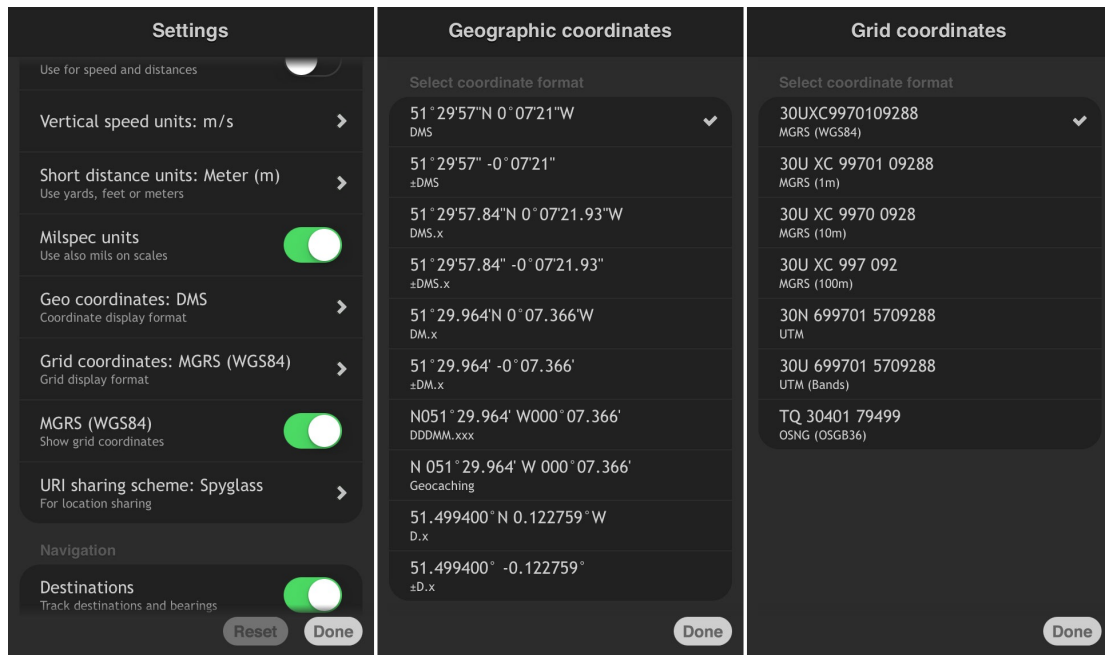 Settings
Use for speed and distances
Vertical speed units: m/s
Short distance units: Meter (m)
Use yards, feet or meters
Milspec units
Use also mils on scales
Geo coordinates: DMS
Coordinate display format
Grid coordinates: MGRS (WGS84)
Grid display format
MGRS (WGS84)
Show grid coordinates
URI sharing scheme: Spyglass
For location sharing
Navigation
Destinations
Track destinations and bearings
Reset
Done
Geographic coordinates
Select coordinate format
51°29'57"N 0°07'21"W
DMS
51°29'57" -0°07'21"
±DMS
51°29'57.84"N 0°07'21.93"W
DMS.x
51°29'57.84" -0°07'21.93"
±DMS.x
51°29.964'N 0°07.366'W
DM.x
51°29.964' -0°07.366'
±DM.x
N051°29.964' W000°07.366'
DDDMM.xxx
N 051°29.964' W 000°07.366'
Geocaching
51.499400°N 0.122759°W
D.x
51.499400° -0.122759°
±D.x
Done
Grid coordinates
Select coordinate format
30UXC9970109288
MGRS (WGS84)
30U XC 99701 09288
MGRS (1m)
30U XC 9970 0928
MGRS (10m)
30U XC 997 092
MGRS (100m)
30N 699701 5709288
UTM
30U 699701 5709288
UTM (Bands)
TQ 30401 79499
OSNG (OSGB36)
Done